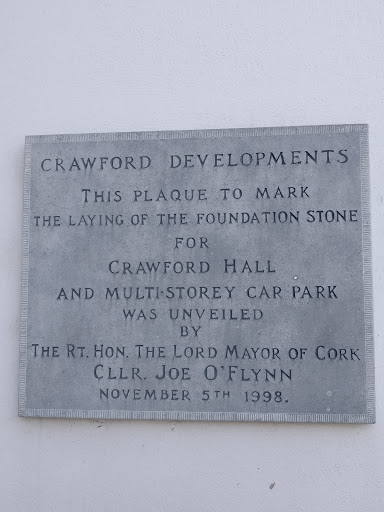 CRAWFORD DEVELOPMENTS
THIS PLAQUE TO MARK
THE LAYING OF THE FOUNDATION STONE
FOR
CRAWFORD HALL
AND MULTI·STOREY CAR PARK
WAS UNVEILED
BY
THE RT. HON. THE LORD MAYOR OF CORK
CLLR. JOE O'FLYNN
NOVEMBER 5TH 1998.